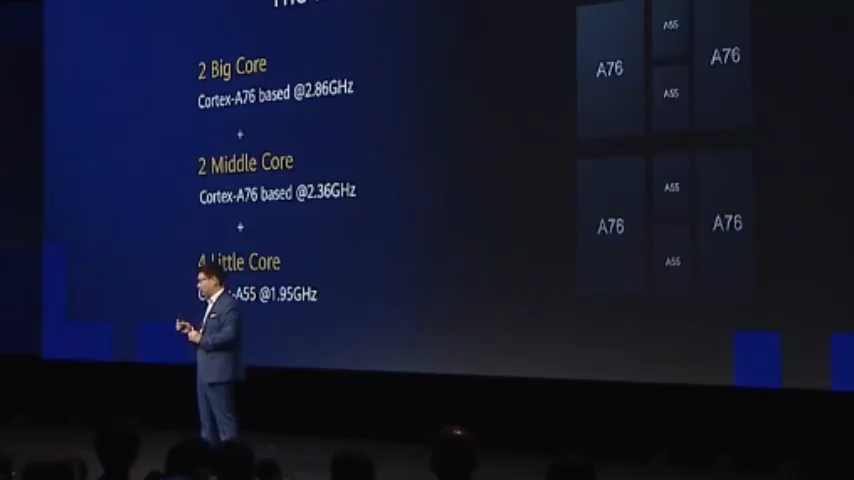 2 Big Core
Cortex-A76 based @2.86GHz
+
2 Middle Core
Cortex-A76 based @2.36GHz
+
4 Little Core
-A55 @1.95GHz
A76
A55
A76
A55
A76
A55
A76
A55